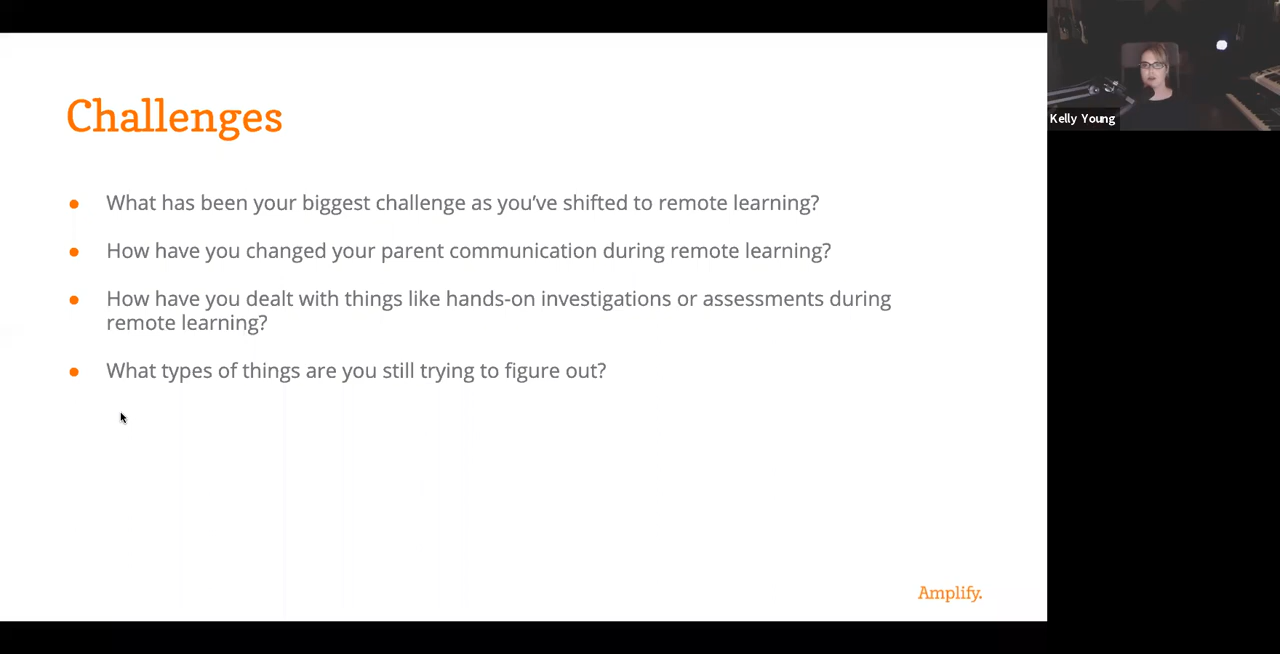 Challenges
Kelly Young
● What has been your biggest challenge as you’ve shifted to remote learning?
● How have you changed your parent communication during remote learning?
● How have you dealt with things like hands-on investigations or assessments during
remote learning?
● What types of things are you still trying to figure out?
Amplify.